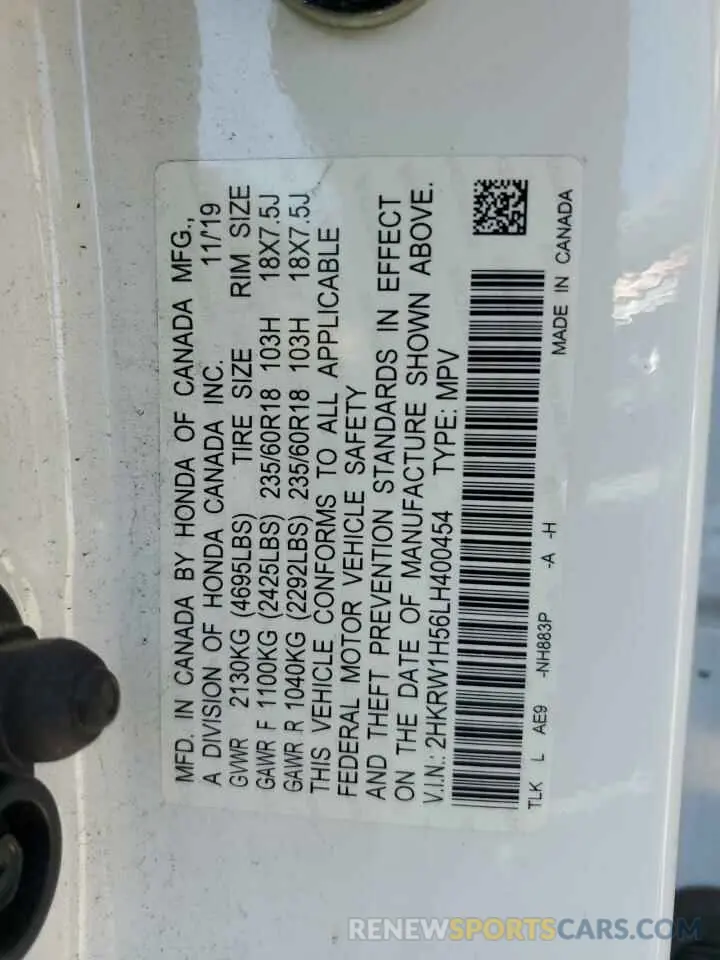 MFD. IN CANADA BY HONDA OF CANADA MFG.,
A DIVISION OF HONDA CANADA INC. 11/'19
GVWR 2130KG (4695LBS) TIRE SIZE RIM SIZE
GAWR F 1100KG (2425LBS) 235/60R18 103H 18X7.5J
GAWR R 1040KG (2292LBS) 235/60R18 103H 18X7.5J
THIS VEHICLE CONFORMS TO ALL APPLICABLE
FEDERAL MOTOR VEHICLE SAFETY
AND THEFT PREVENTION STANDARDS IN EFFECT
ON THE DATE OF MANUFACTURE SHOWN ABOVE.
V.I.N.: 2HKRW1H56LH400454 TYPE: MPV
TLK L AE9 -NH883P -A -H
MADE IN CANADA
RENEWSPORTSCARS.COM